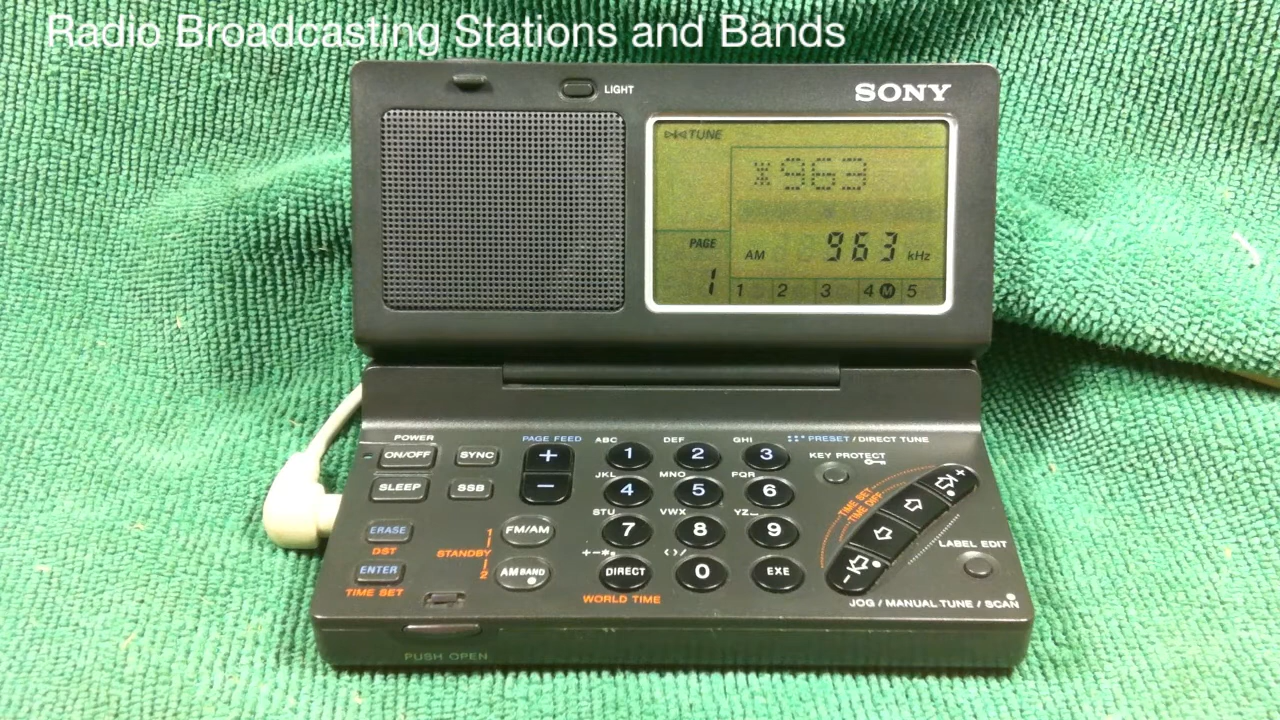 Radio Broadcasting Stations and Bands
LIGHT
SONY
TUNE
963
PAGE
AM 963 kHz
1
1 2 3 4 M 5
POWER
PAGE FEED
ABC DEF GHI
PRESET / DIRECT TUNE
ON/OFF SYNC + 1 2 3
KEY PROTECT
JKL MNO PQR
SLEEP SSB - 4 5 6
TIME SET
TIME DIFF
STU VWX YZ_
ERASE FM/AM 7 8 9
DST
STANDBY
1
2
LABEL EDIT
+-*. <>/
ENTER AM BAND DIRECT 0 EXE
TIME SET
WORLD TIME
+
-
JOG / MANUAL TUNE / SCAN
PUSH OPEN